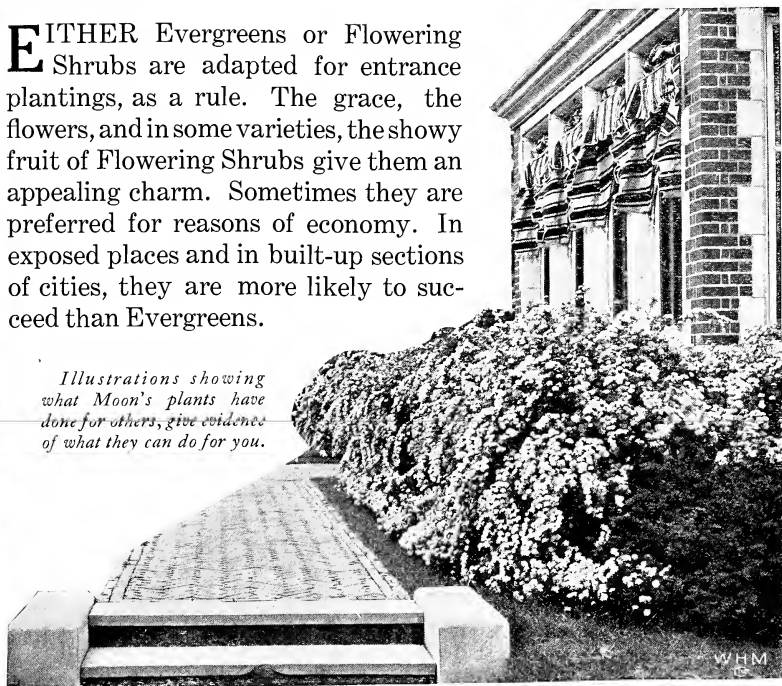 EITHER Evergreens or Flowering
Shrubs are adapted for entrance
plantings, as a rule. The grace, the
flowers, and in some varieties, the showy
fruit of Flowering Shrubs give them an
appealing charm. Sometimes they are
preferred for reasons of economy. In
exposed places and in built-up sections
of cities, they are more likely to suc-
ceed than Evergreens.
Illustrations showing
what Moon's plants have
done for others, give evidence
of what they can do for you.
WHM